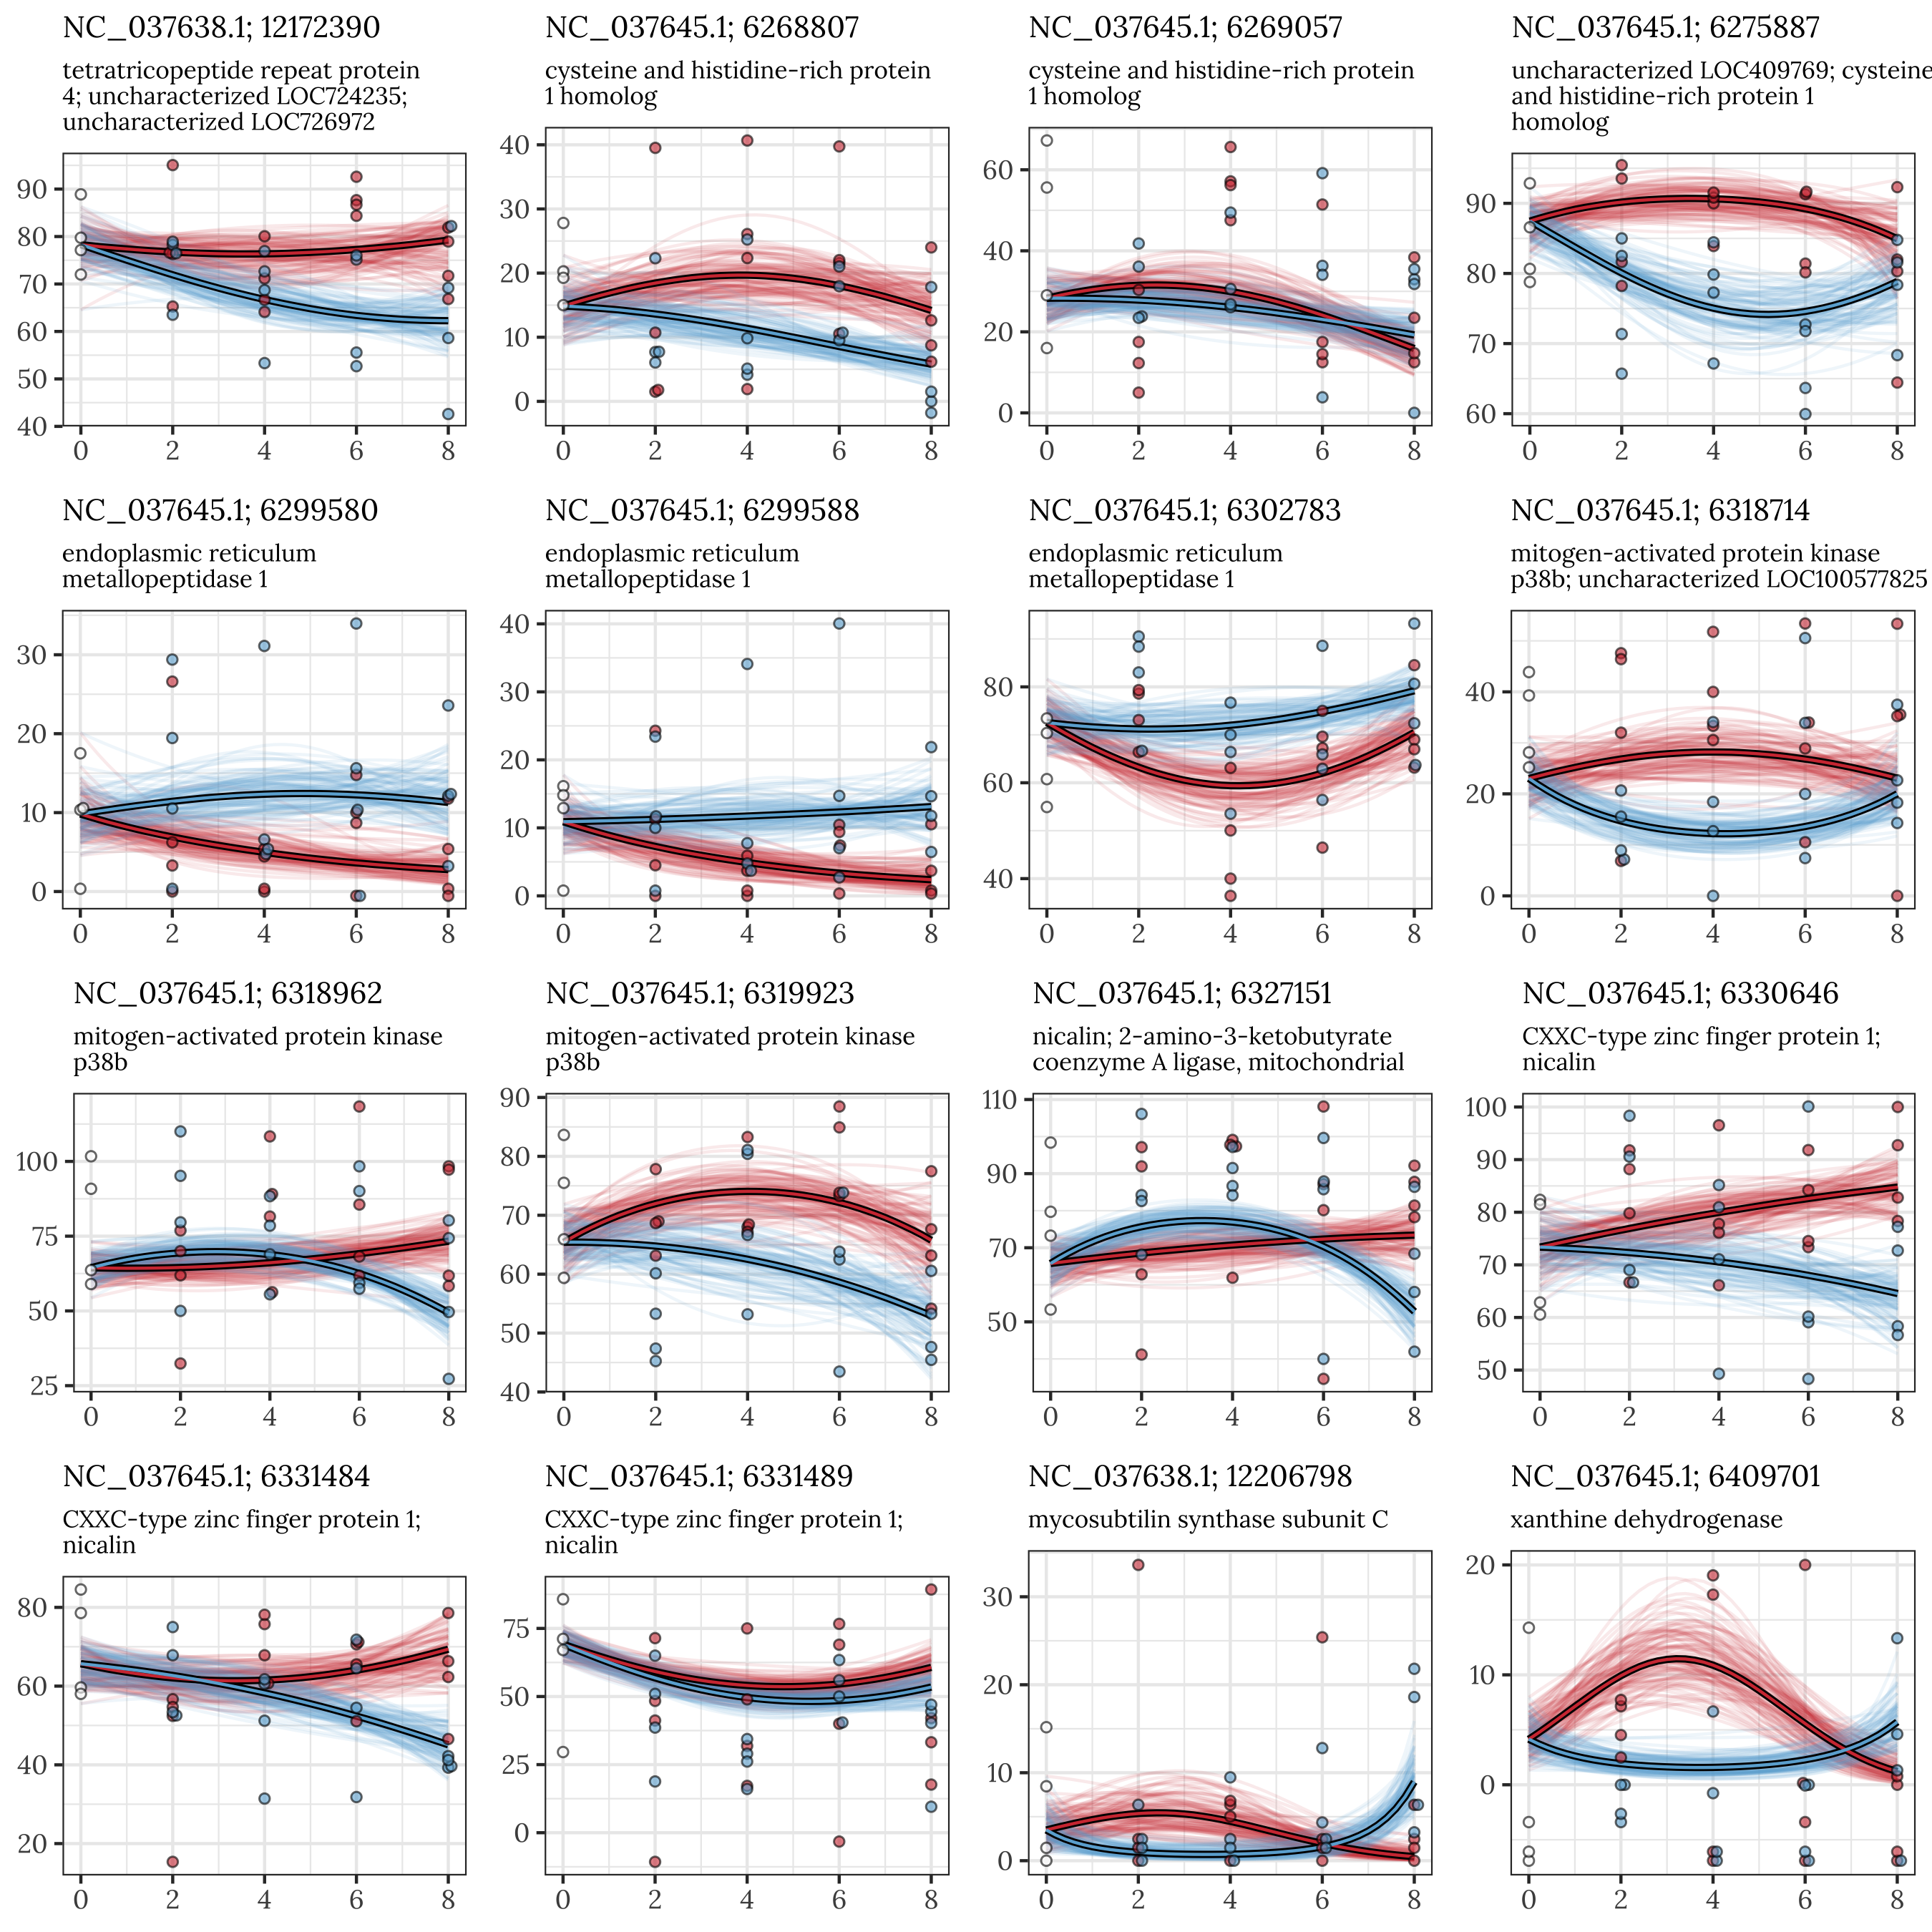 NC_037638.1; 12172390
tetratricopeptide repeat protein
4; uncharacterized LOC724235;
uncharacterized LOC726972
90
80
70
60
50
40
0 2 4 6 8
NC_037645.1; 6268807
cysteine and histidine-rich protein
1 homolog
40
30
20
10
0
0 2 4 6 8
NC_037645.1; 6269057
cysteine and histidine-rich protein
1 homolog
60
40
20
0
0 2 4 6 8
NC_037645.1; 6275887
uncharacterized LOC409769; cysteine
and histidine-rich protein 1
homolog
90
80
70
60
0 2 4 6 8
NC_037645.1; 6299580
endoplasmic reticulum
metallopeptidase 1
30
20
10
0
0 2 4 6 8
NC_037645.1; 6299588
endoplasmic reticulum
metallopeptidase 1
40
30
20
10
0
0 2 4 6 8
NC_037645.1; 6302783
endoplasmic reticulum
metallopeptidase 1
80
60
40
0 2 4 6 8
NC_037645.1; 6318714
mitogen-activated protein kinase
p38b; uncharacterized LOC100577825
40
20
0
0 2 4 6 8
NC_037645.1; 6318962
mitogen-activated protein kinase
p38b
100
75
50
25
0 2 4 6 8
NC_037645.1; 6319923
mitogen-activated protein kinase
p38b
90
80
70
60
50
40
0 2 4 6 8
NC_037645.1; 6327151
nicalin; 2-amino-3-ketobutyrate
coenzyme A ligase, mitochondrial
110
90
70
50
0 2 4 6 8
NC_037645.1; 6330646
CXXC-type zinc finger protein 1;
nicalin
100
90
80
70
60
50
0 2 4 6 8
NC_037645.1; 6331484
CXXC-type zinc finger protein 1;
nicalin
80
60
40
20
0 2 4 6 8
NC_037645.1; 6331489
CXXC-type zinc finger protein 1;
nicalin
75
50
25
0
0 2 4 6 8
NC_037638.1; 12206798
mycosubtilin synthase subunit C
30
20
10
0
0 2 4 6 8
NC_037645.1; 6409701
xanthine dehydrogenase
20
10
0
0 2 4 6 8